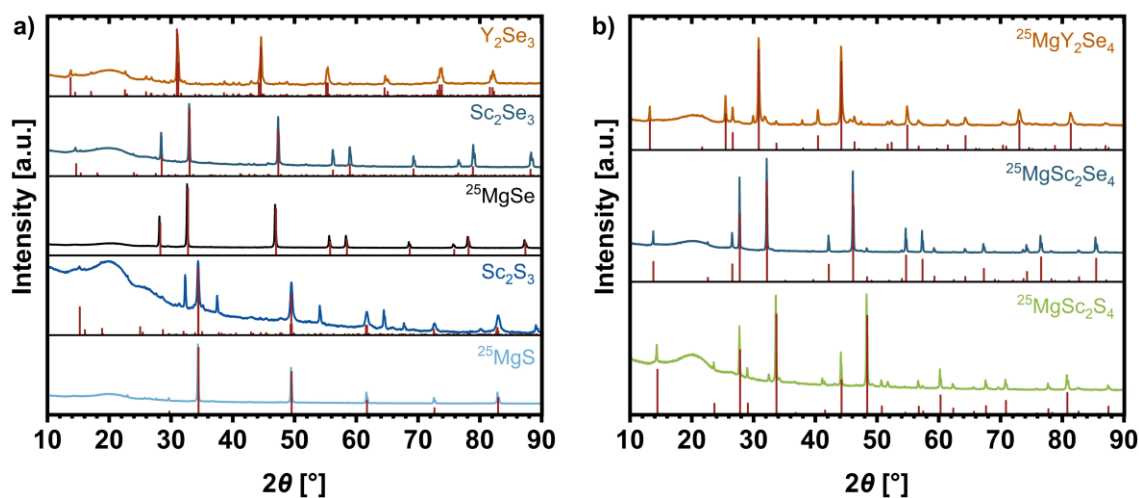 a)
Intensity [a.u.]
Y₂Se₃
Sc₂Se₃
²⁵MgSe
Sc₂S₃
²⁵MgS
10 20 30 40 50 60 70 80 90
2θ [°]
b)
Intensity [a.u.]
²⁵MgY₂Se₄
²⁵MgSc₂Se₄
²⁵MgSc₂S₄
10 20 30 40 50 60 70 80 90
2θ [°]